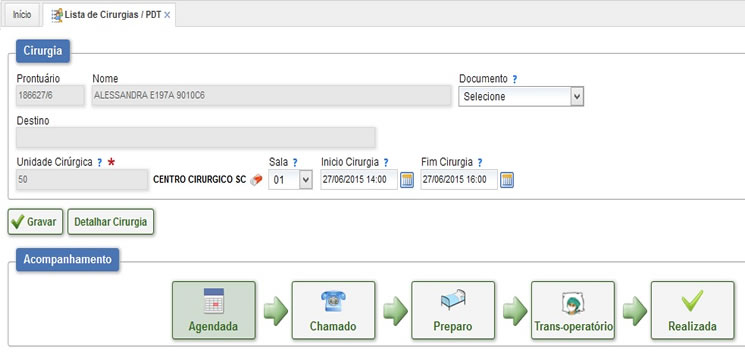 Início Lista de Cirurgias / PDT ×
Cirurgia
Prontuário Nome Documento ?
186627/6 ALESSANDRA E197A 9010C6 Selecione
Destino
Unidade Cirúrgica ? * Sala ? Inicio Cirurgia ? Fim Cirurgia ?
50 CENTRO CIRURGICO SC 01 27/06/2015 14:00 27/06/2015 16:00
Gravar Detalhar Cirurgia
Acompanhamento
Agendada Chamado Preparo Trans-operatório Realizada